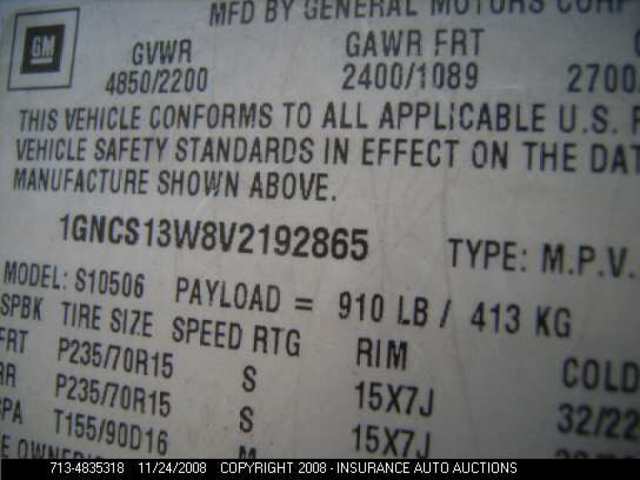 MFD BY GENERAL MOTORS CORP
GM
GVWR GAWR FRT
4850/2200 2400/1089 2700
THIS VEHICLE CONFORMS TO ALL APPLICABLE U.S. F
VEHICLE SAFETY STANDARDS IN EFFECT ON THE DAT
MANUFACTURE SHOWN ABOVE.
1GNCS13W8V2192865 TYPE: M.P.V.
MODEL: S10506 PAYLOAD = 910 LB / 413 KG
SPBK TIRE SIZE SPEED RTG RIM COLD
FRT P235/70R15 S 15X7J 32/22
RR P235/70R15 S 15X7J
SPA T155/90D16 M
E OWNER
713-4835318 11/24/2008 COPYRIGHT 2008 - INSURANCE AUTO AUCTIONS